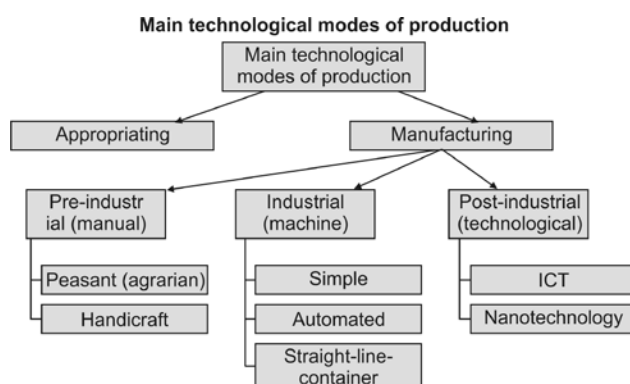 Main technological modes of production
Main technological
modes of production
Appropriating
Manufacturing
Pre-industr
ial (manual)
Industrial
(machine)
Post-industrial
(technological)
Peasant (agrarian)
Simple
ICT
Handicraft
Automated
Nanotechnology
Straight-line-
container